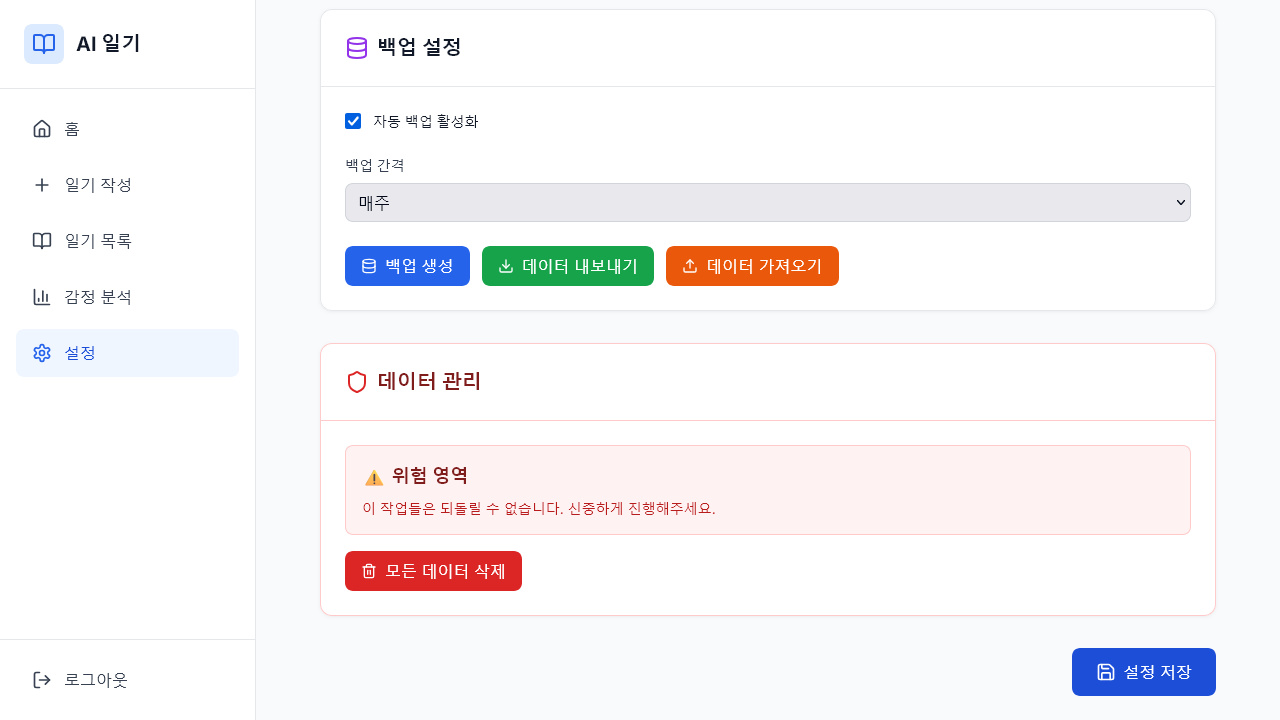 AI 일기
홈
일기 작성
일기 목록
감정 분석
설정
로그아웃
백업 설정
자동 백업 활성화
백업 간격
매주
백업 생성
데이터 내보내기
데이터 가져오기
데이터 관리
⚠️ 위험 영역
이 작업들은 되돌릴 수 없습니다. 신중하게 진행해주세요.
모든 데이터 삭제
설정 저장